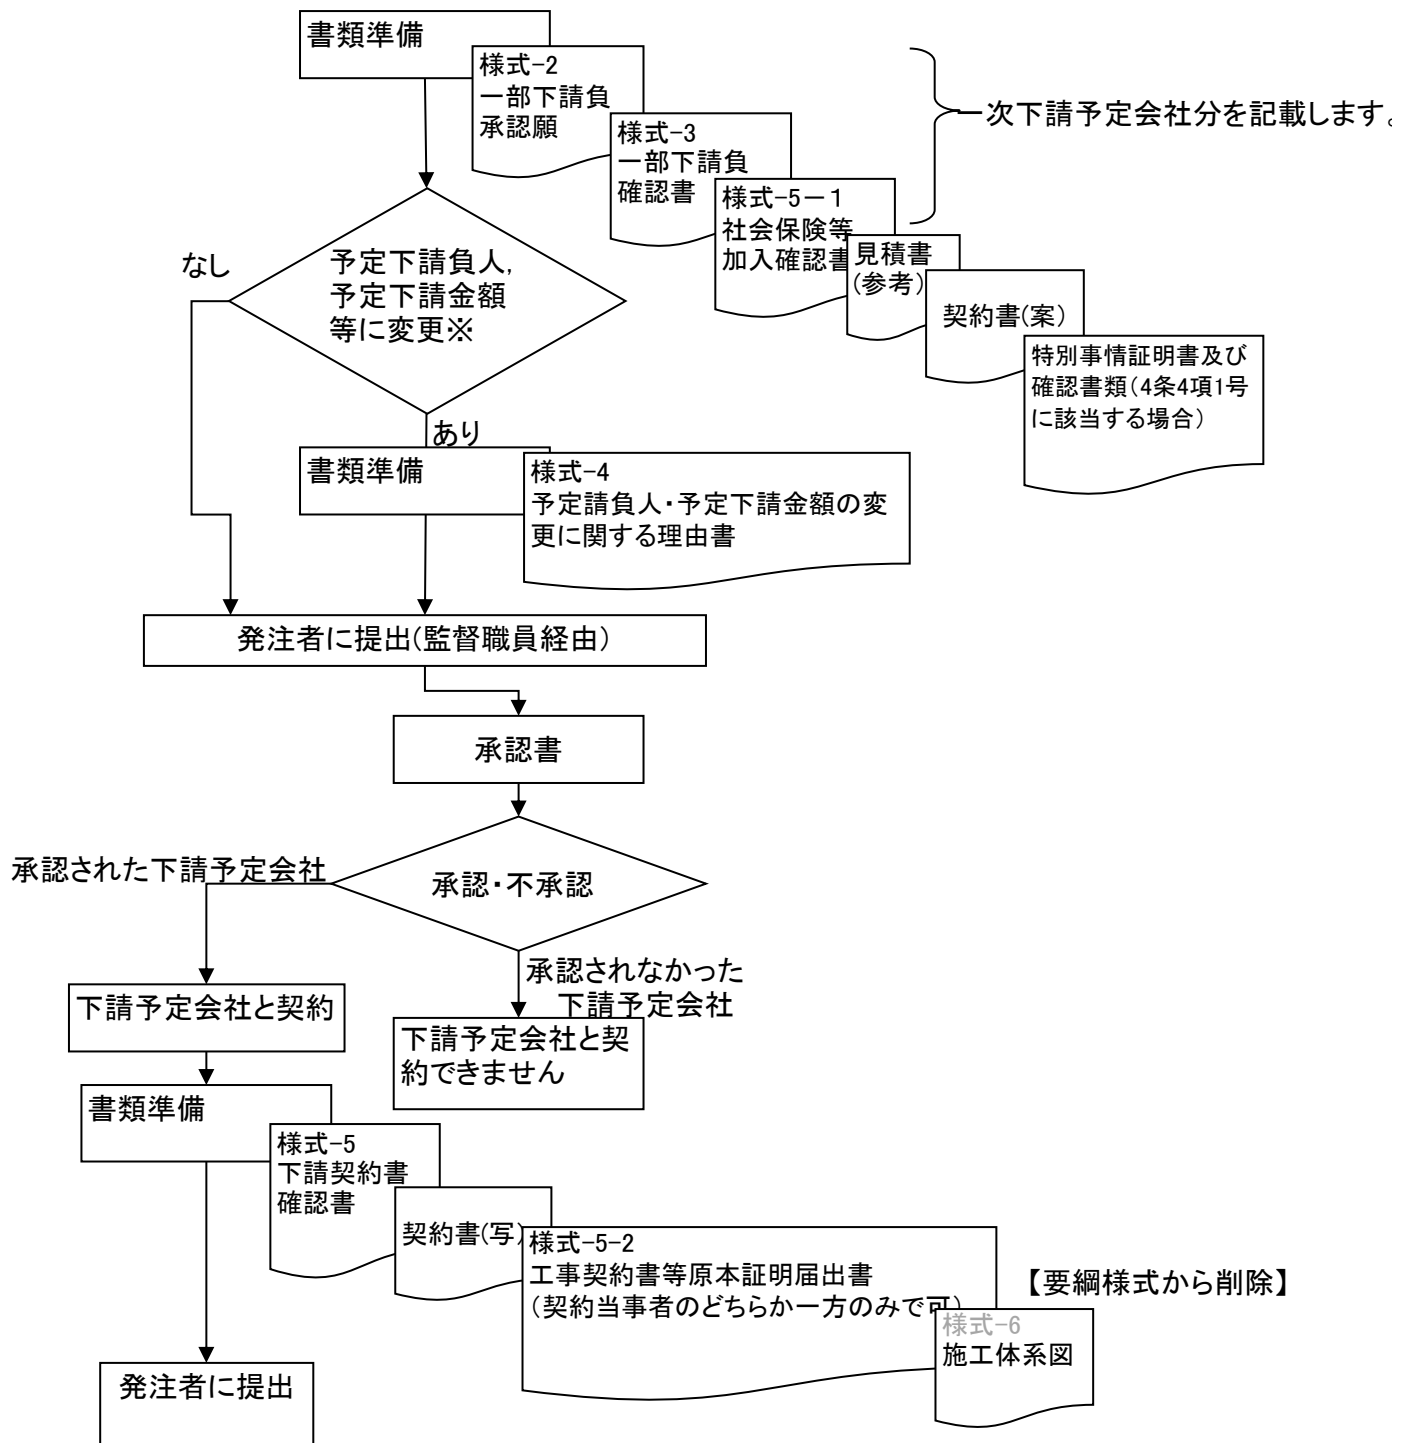 書類準備
様式-2
一部下請負
承認願
一次下請予定会社分を記載します。
様式-3
一部下請負
確認書
様式-5－1
社会保険等
加入確認書
見積書
(参考)
契約書(案)
特別事情証明書及び
確認書類(4条4項1号
に該当する場合)
なし
予定下請負人,
予定下請金額
等に変更※
あり
書類準備
様式-4
予定請負人・予定下請金額の変
更に関する理由書
発注者に提出(監督職員経由)
承認書
承認された下請予定会社
承認・不承認
承認されなかった
下請予定会社
下請予定会社と契約
下請予定会社と契
約できません
書類準備
様式-5
下請契約書
確認書
契約書(写)
様式-5-2
工事契約書等原本証明届出書
(契約当事者のどちらか一方のみで可)
【要綱様式から削除】
様式-6
施工体系図
発注者に提出